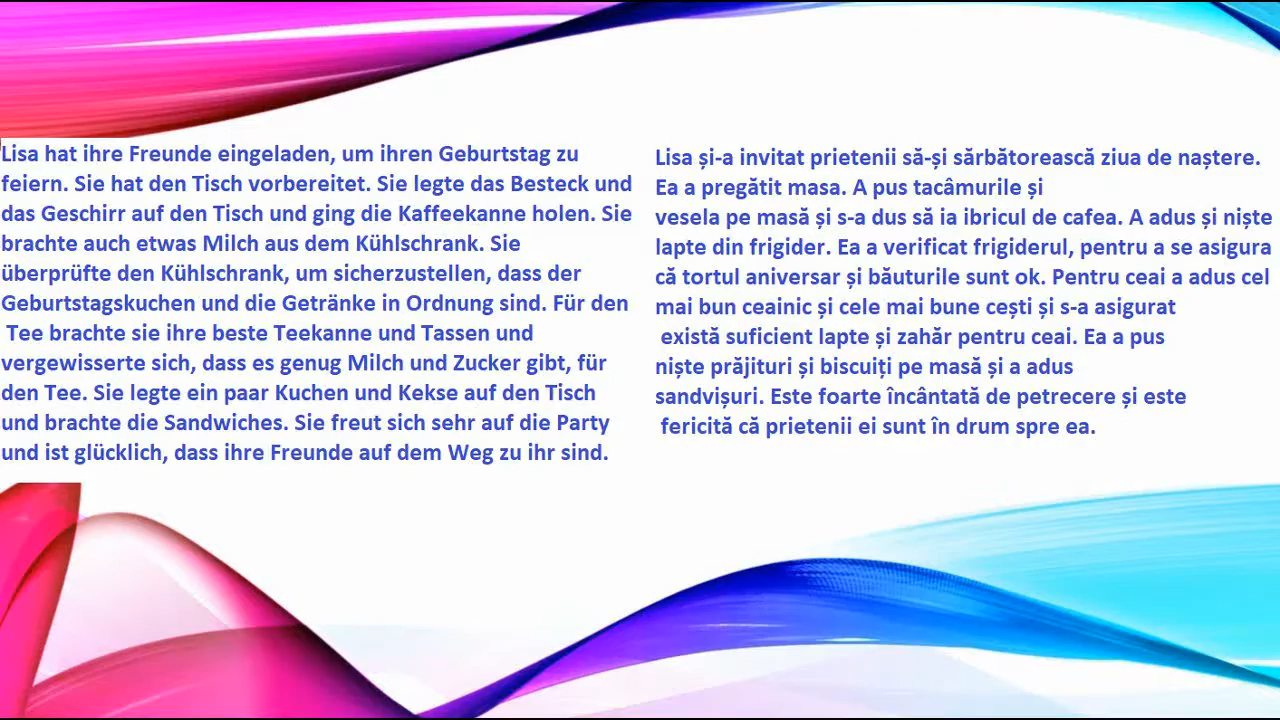 Lisa hat ihre Freunde eingeladen, um ihren Geburtstag zu
feiern. Sie hat den Tisch vorbereitet. Sie legte das Besteck und
das Geschirr auf den Tisch und ging die Kaffeekanne holen. Sie
brachte auch etwas Milch aus dem Kühlschrank. Sie
überprüfte den Kühlschrank, um sicherzustellen, dass der
Geburtstagskuchen und die Getränke in Ordnung sind. Für den
Tee brachte sie ihre beste Teekanne und Tassen und
vergewisserte sich, dass es genug Milch und Zucker gibt, für
den Tee. Sie legte ein paar Kuchen und Kekse auf den Tisch
und brachte die Sandwiches. Sie freut sich sehr auf die Party
und ist glücklich, dass ihre Freunde auf dem Weg zu ihr sind.
Lisa și-a invitat prietenii să-și sărbătorească ziua de naștere.
Ea a pregătit masa. A pus tacâmurile și
vesela pe masă și s-a dus să ia ibricul de cafea. A adus și niște
lapte din frigider. Ea a verificat frigiderul, pentru a se asigura
că tortul aniversar și băuturile sunt ok. Pentru ceai a adus cel
mai bun ceainic și cele mai bune cești și s-a asigurat
există suficient lapte și zahăr pentru ceai. Ea a pus
niște prăjituri și biscuiți pe masă și a adus
sandvișuri. Este foarte încântată de petrecere și este
fericită că prietenii ei sunt în drum spre ea.